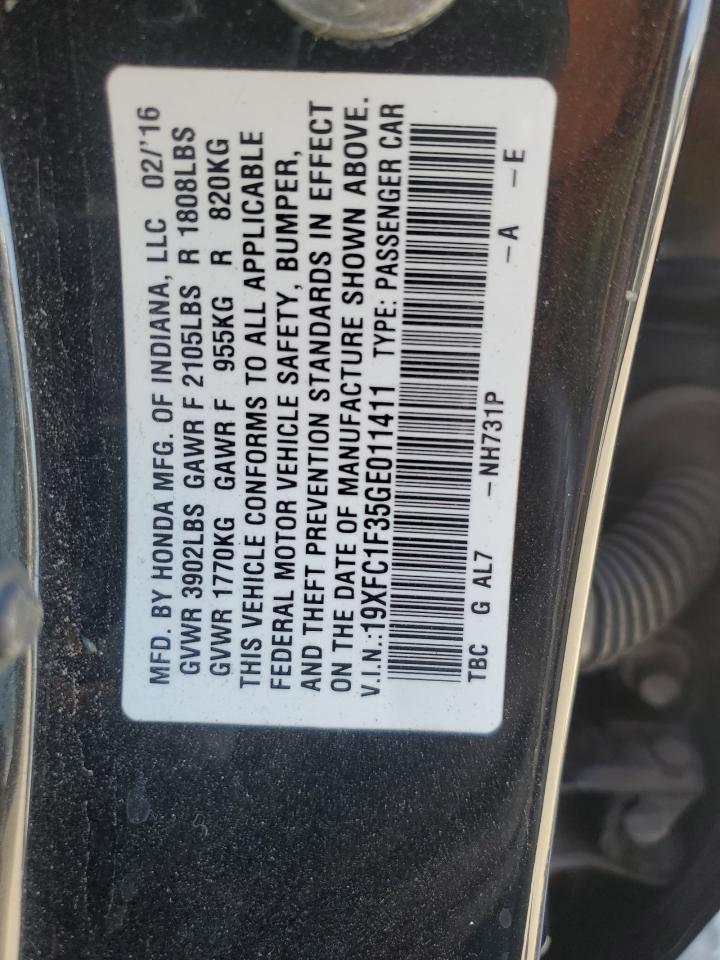 MFD. BY HONDA MFG. OF INDIANA, LLC 02/'16
GVWR 3902LBS GAWR F 2105LBS R 1808LBS
GVWR 1770KG GAWR F 955KG R 820KG
THIS VEHICLE CONFORMS TO ALL APPLICABLE
FEDERAL MOTOR VEHICLE SAFETY, BUMPER,
AND THEFT PREVENTION STANDARDS IN EFFECT
ON THE DATE OF MANUFACTURE SHOWN ABOVE.
V.I.N.:19XFC1F35GE011411 TYPE: PASSENGER CAR
TBC G AL7 -NH731P -A -E